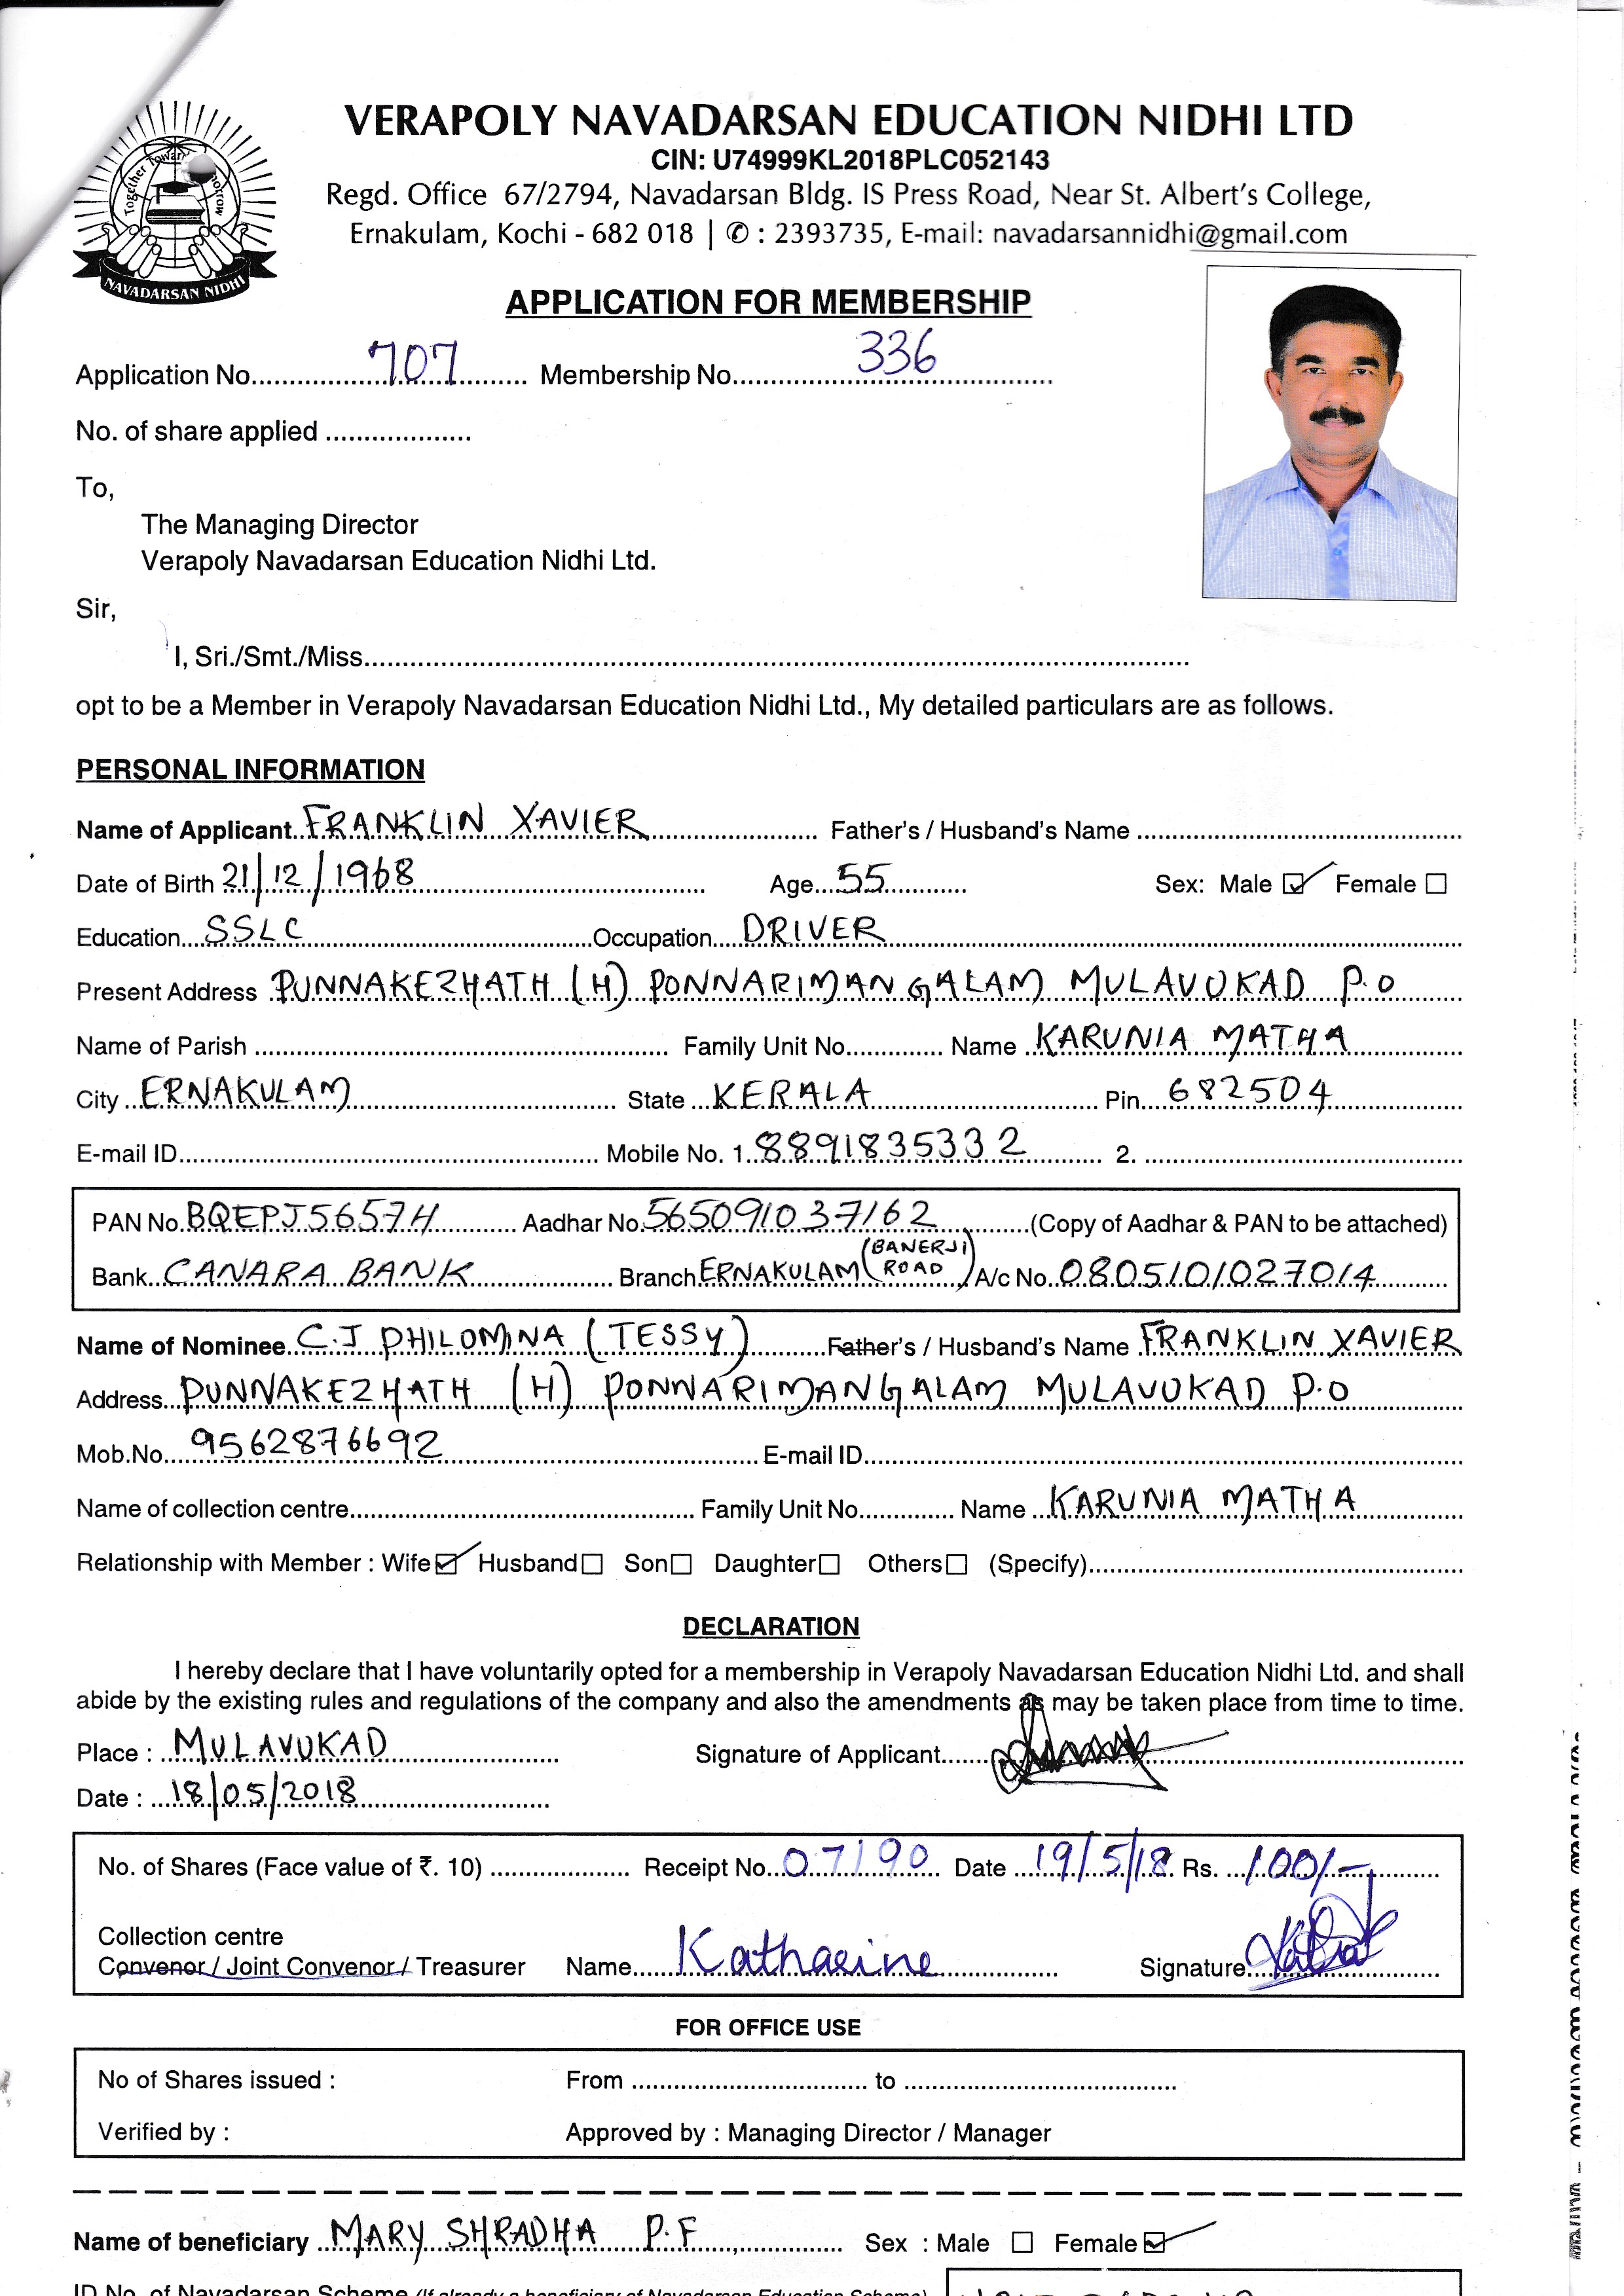 Together Towar
morrow
NAVADARSAN NIDHI
VERAPOLY NAVADARSAN EDUCATION NIDHI LTD
CIN: U74999KL2018PLC052143
Regd. Office 67/2794, Navadarsan Bldg. IS Press Road, Near St. Albert's College,
Ernakulam, Kochi - 682 018 | ✆ : 2393735, E-mail: navadarsannidhi@gmail.com
APPLICATION FOR MEMBERSHIP
Application No. 707 Membership No. 336
No. of share applied ...................
To,
The Managing Director
Verapoly Navadarsan Education Nidhi Ltd.
Sir,
I, Sri./Smt./Miss..........
opt to be a Member in Verapoly Navadarsan Education Nidhi Ltd., My detailed particulars are as follows.
PERSONAL INFORMATION
Name of Applicant FRANKLIN XAVIER Father's / Husband's Name ..........
Date of Birth 21/12/1968 Age 55 Sex: Male ☑ Female ☐
Education SSLC Occupation DRIVER
Present Address PUNNAKEZHATH (H) PONNARIMANGALAM MULAVUKAD P.O
Name of Parish .......... Family Unit No. .......... Name KARUNIA MATHA
City ERNAKULAM State KERALA Pin 682504
E-mail ID.......... Mobile No. 1. 8891835332 2. ..........
PAN No. BQEPJ5657H Aadhar No. 565091037162 (Copy of Aadhar & PAN to be attached)
Bank CANARA BANK Branch ERNAKULAM (BANERJI ROAD) A/c No. 0805101027014
Name of Nominee C.J PHILOMINA (TESSY) Father's / Husband's Name FRANKLIN XAVIER
Address PUNNAKEZHATH (H) PONNARIMANGALAM MULAVUKAD P.O
Mob.No. 9562876692 E-mail ID..........
Name of collection centre.......... Family Unit No. .......... Name KARUNIA MATHA
Relationship with Member : Wife ☑ Husband ☐ Son ☐ Daughter ☐ Others ☐ (Specify)..........
DECLARATION
I hereby declare that I have voluntarily opted for a membership in Verapoly Navadarsan Education Nidhi Ltd. and shall
abide by the existing rules and regulations of the company and also the amendments as may be taken place from time to time.
Place : MULAVUKAD Signature of Applicant..........
Date : 18/05/2018
No. of Shares (Face value of ₹. 10) .......... Receipt No. 07190 Date 19/5/18 Rs. 100/-
Collection centre
Convenor / Joint Convenor / Treasurer Name Katharine Signature..........
FOR OFFICE USE
No of Shares issued : From .......... to ..........
Verified by : Approved by : Managing Director / Manager
Name of beneficiary MARY SHRADHA P.F Sex : Male ☐ Female ☑
ID No. of Navadarsan Scheme (If already a beneficiary of Navadarsan Education Scheme)